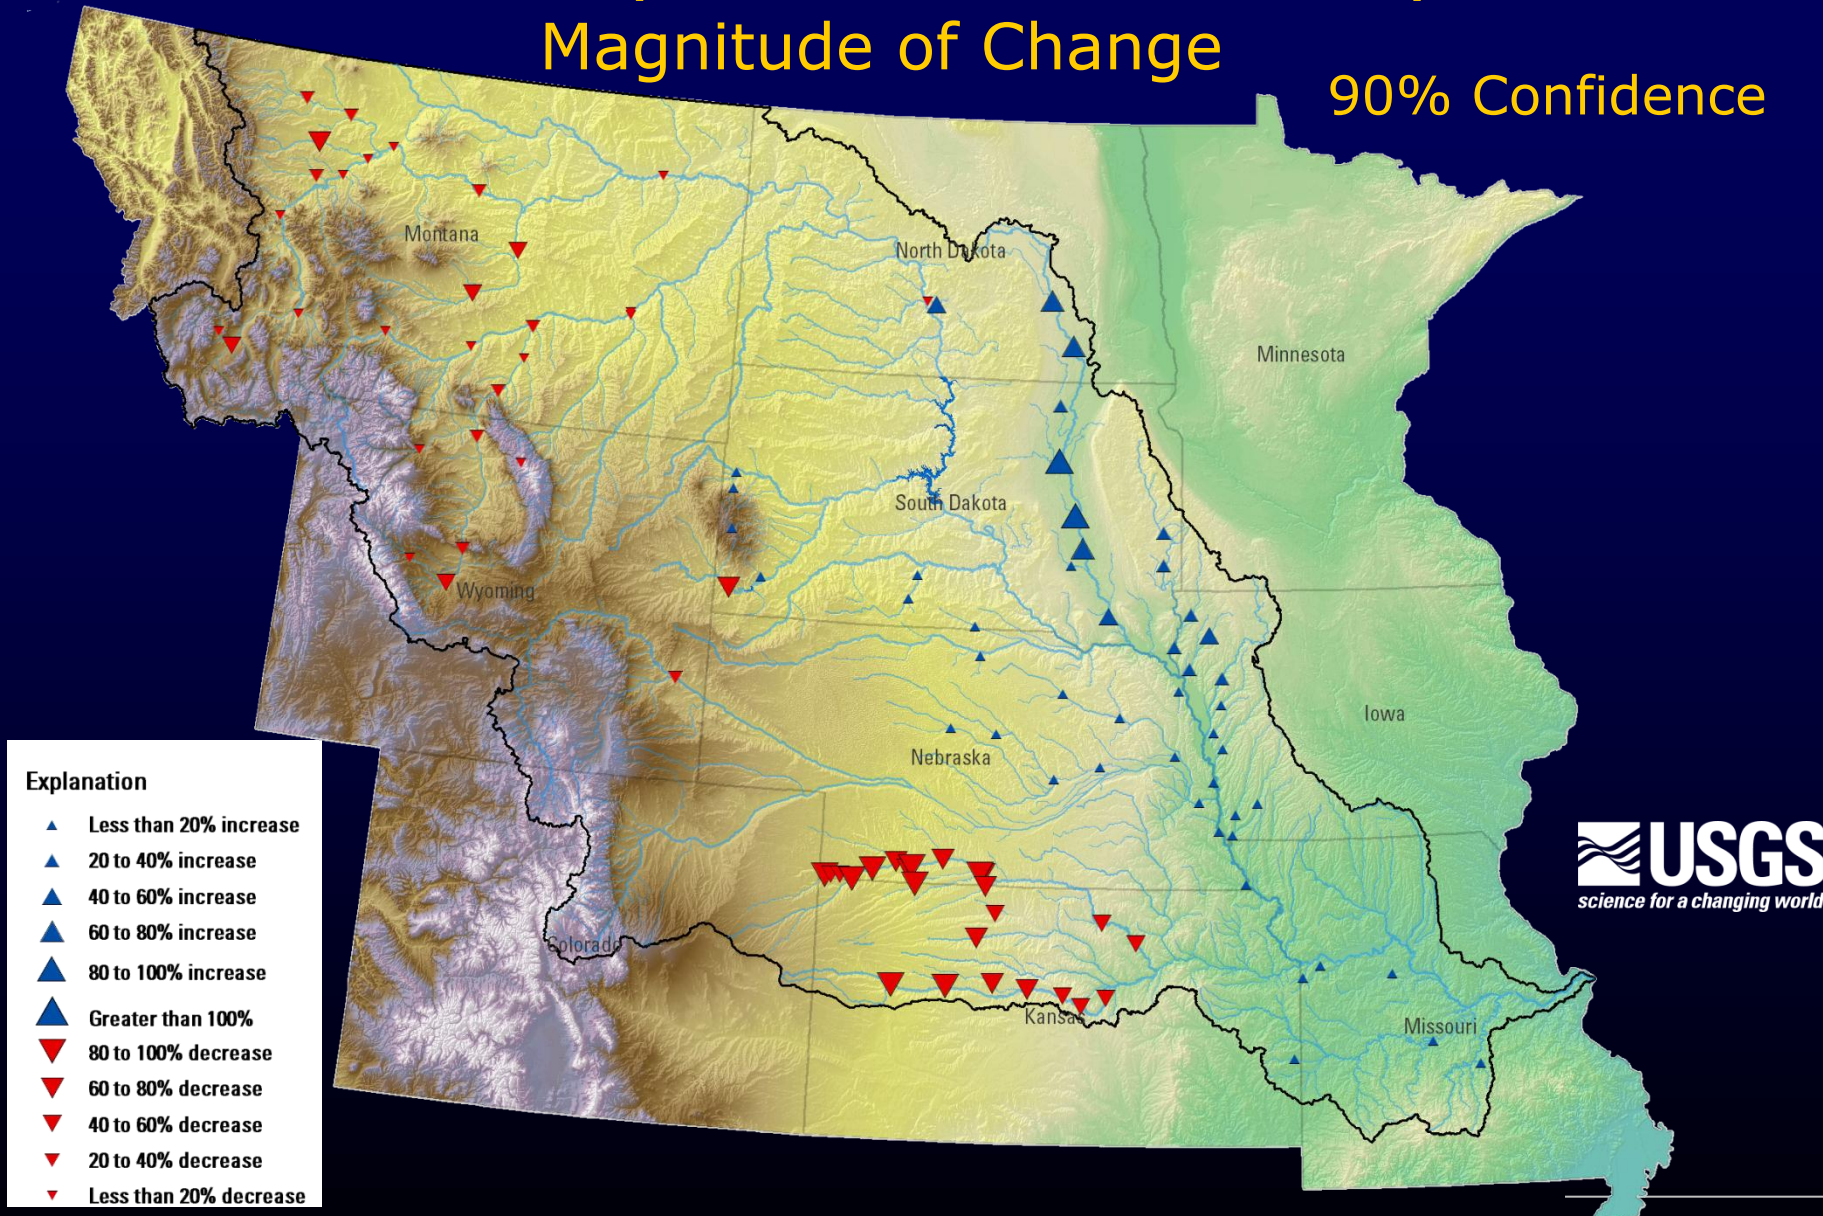 Magnitude of Change
90% Confidence
Montana
North Dakota
Minnesota
South Dakota
Wyoming
Iowa
Nebraska
Colorado
Kansas
Missouri
Explanation
Less than 20% increase
20 to 40% increase
40 to 60% increase
60 to 80% increase
80 to 100% increase
Greater than 100%
80 to 100% decrease
60 to 80% decrease
40 to 60% decrease
20 to 40% decrease
Less than 20% decrease
USGS
science for a changing world